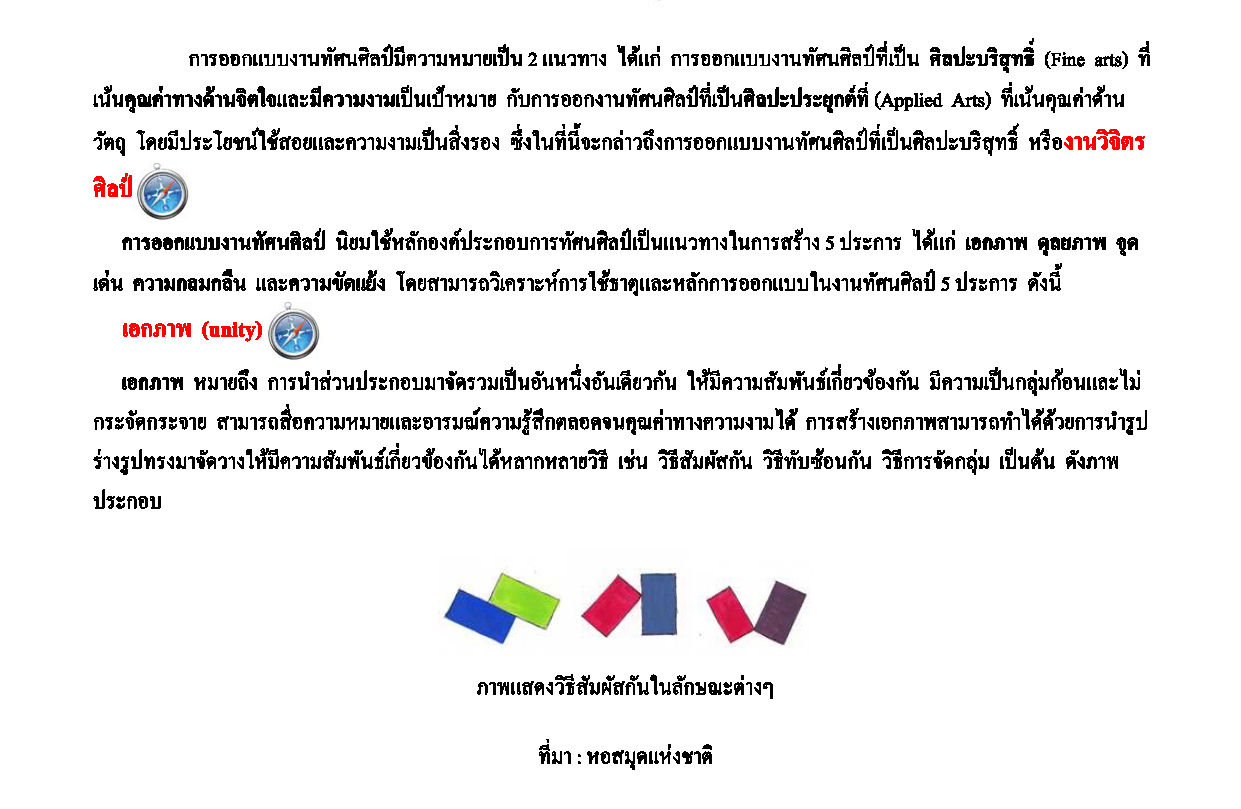 การออกแบบงานทัศนศิลป์มีความหมายเป็น 2 แนวทาง ได้แก่ การออกแบบงานทัศนศิลป์ที่เป็น ศิลปะบริสุทธิ์ (Fine arts) ที่
เน้นคุณค่าทางด้านจิตใจและมีความงามเป็นเป้าหมาย กับการออกงานทัศนศิลป์ที่เป็นศิลปะประยุกต์ที่ (Applied Arts) ที่เน้นคุณค่าด้าน
วัตถุ โดยมีประโยชน์ใช้สอยและความงามเป็นสิ่งรอง ซึ่งในที่นี้จะกล่าวถึงการออกแบบงานทัศนศิลป์ที่เป็นศิลปะบริสุทธิ์ หรืองานวิจิตร
ศิลป์
การออกแบบงานทัศนศิลป์ นิยมใช้หลักองค์ประกอบการทัศนศิลป์เป็นแนวทางในการสร้าง 5 ประการ ได้แก่ เอกภาพ ดุลยภาพ จุด
เด่น ความกลมกลืน และความขัดแย้ง โดยสามารถวิเคราะห์การใช้ธาตุและหลักการออกแบบในงานทัศนศิลป์ 5 ประการ ดังนี้
เอกภาพ (unity)
เอกภาพ หมายถึง การนำส่วนประกอบมาจัดรวมเป็นอันหนึ่งอันเดียวกัน ให้มีความสัมพันธ์เกี่ยวข้องกัน มีความเป็นกลุ่มก้อนและไม่
กระจัดกระจาย สามารถสื่อความหมายและอารมณ์ความรู้สึกตลอดจนคุณค่าทางความงามได้ การสร้างเอกภาพสามารถทำได้ด้วยการนำรูป
ร่างรูปทรงมาจัดวางให้มีความสัมพันธ์เกี่ยวข้องกันได้หลากหลายวิธี เช่น วิธีสัมผัสกัน วิธีทับซ้อนกัน วิธีการจัดกลุ่ม เป็นต้น ดังภาพ
ประกอบ
ภาพแสดงวิธีสัมผัสกันในลักษณะต่างๆ
ที่มา : หอสมุดแห่งชาติ